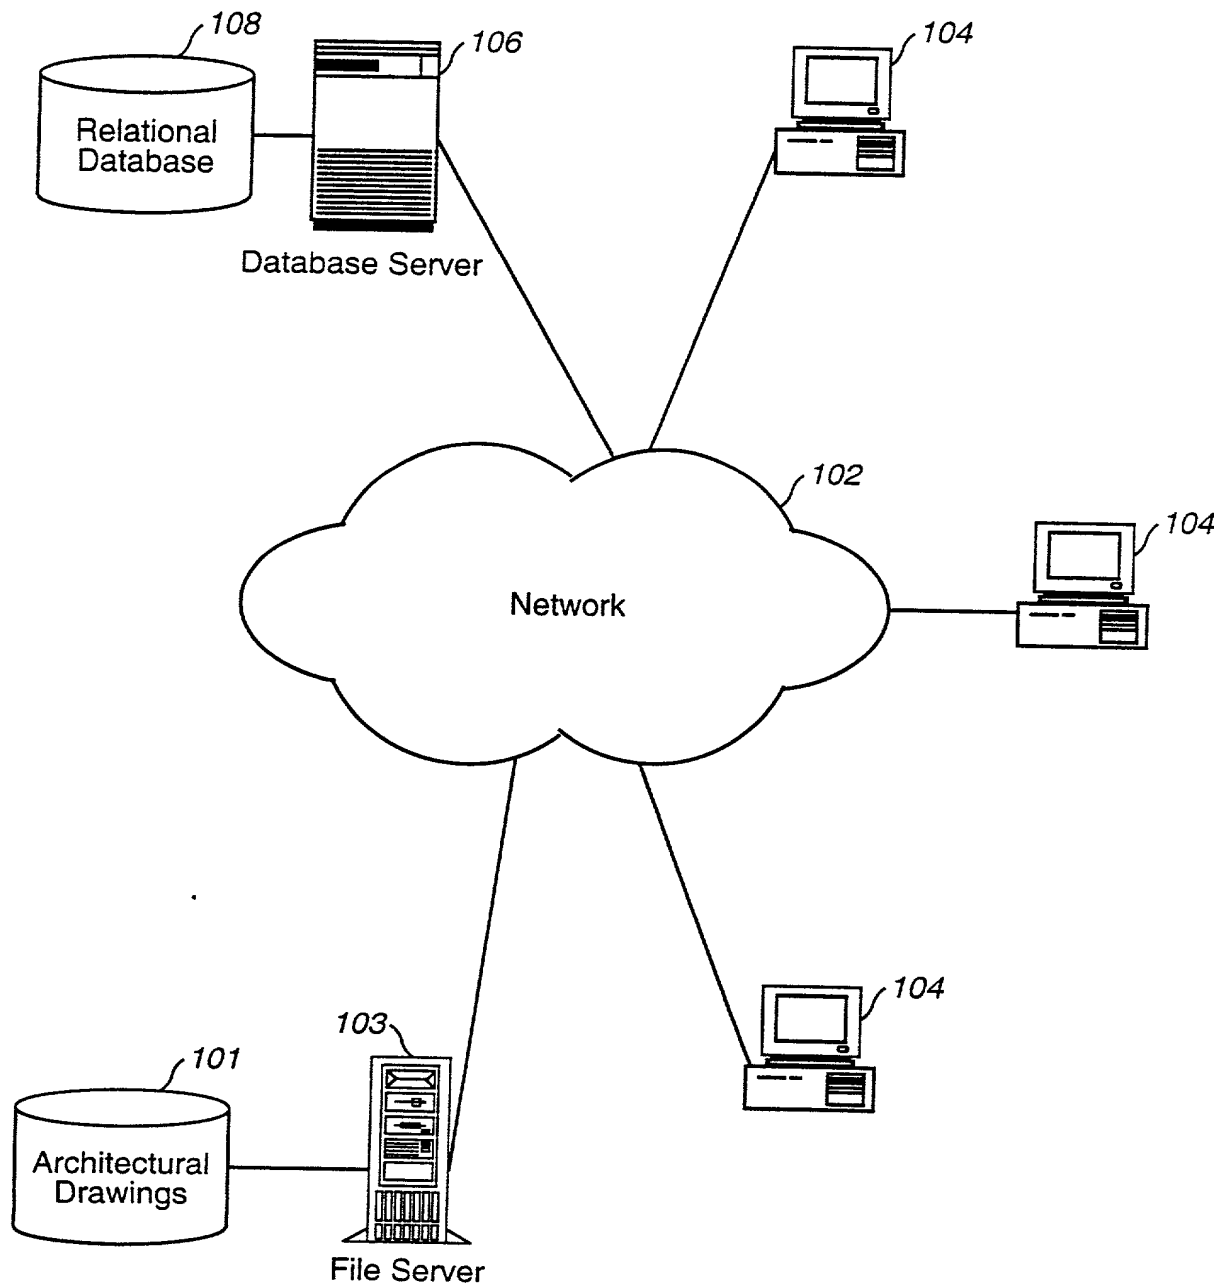 108
106
104
Relational
Database
Database Server
102
104
Network
104
103
101
Architectural
Drawings
File Server